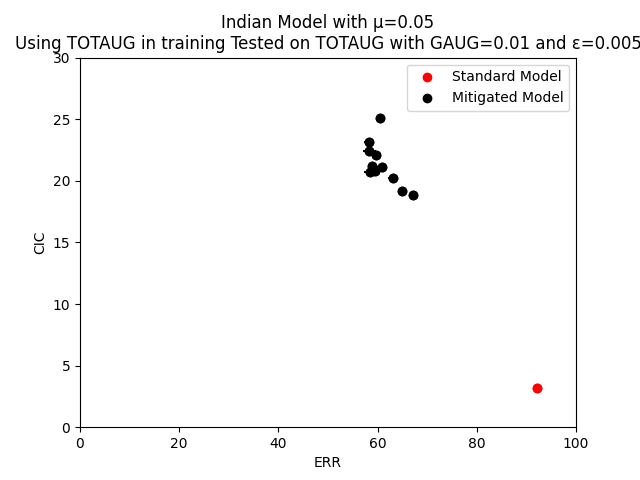 Indian Model with μ=0.05
Using TOTAUG in training Tested on TOTAUG with GAUG=0.01 and ε=0.005
Standard Model
Mitigated Model
30
25
20
15
10
5
0
CIC
0 20 40 60 80 100
ERR